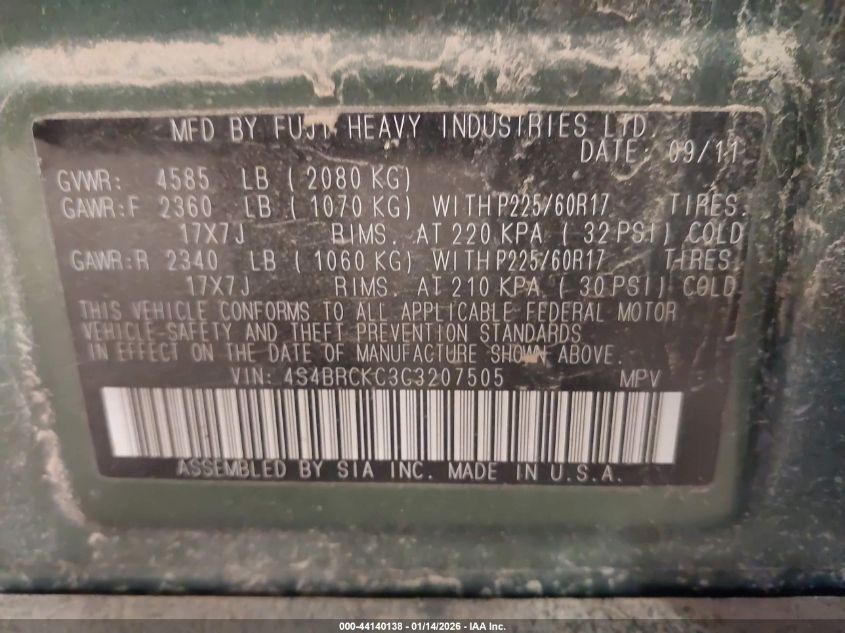 MFD BY FUJI HEAVY INDUSTRIES LTD.
DATE: 09/11
GVWR: 4585 LB ( 2080 KG)
GAWR:F 2360 LB ( 1070 KG) WITH P225/60R17 TIRES.
17X7J RIMS. AT 220 KPA ( 32 PSI) COLD
GAWR:R 2340 LB ( 1060 KG) WITH P225/60R17 TIRES.
17X7J RIMS. AT 210 KPA ( 30 PSI) COLD
THIS VEHICLE CONFORMS TO ALL APPLICABLE FEDERAL MOTOR
VEHICLE SAFETY AND THEFT PREVENTION STANDARDS
IN EFFECT ON THE DATE OF MANUFACTURE SHOWN ABOVE.
VIN: 4S4BRCKC3C3207505 MPV
ASSEMBLED BY SIA INC. MADE IN U.S.A.
000-44140138 - 01/14/2026 - IAA Inc.